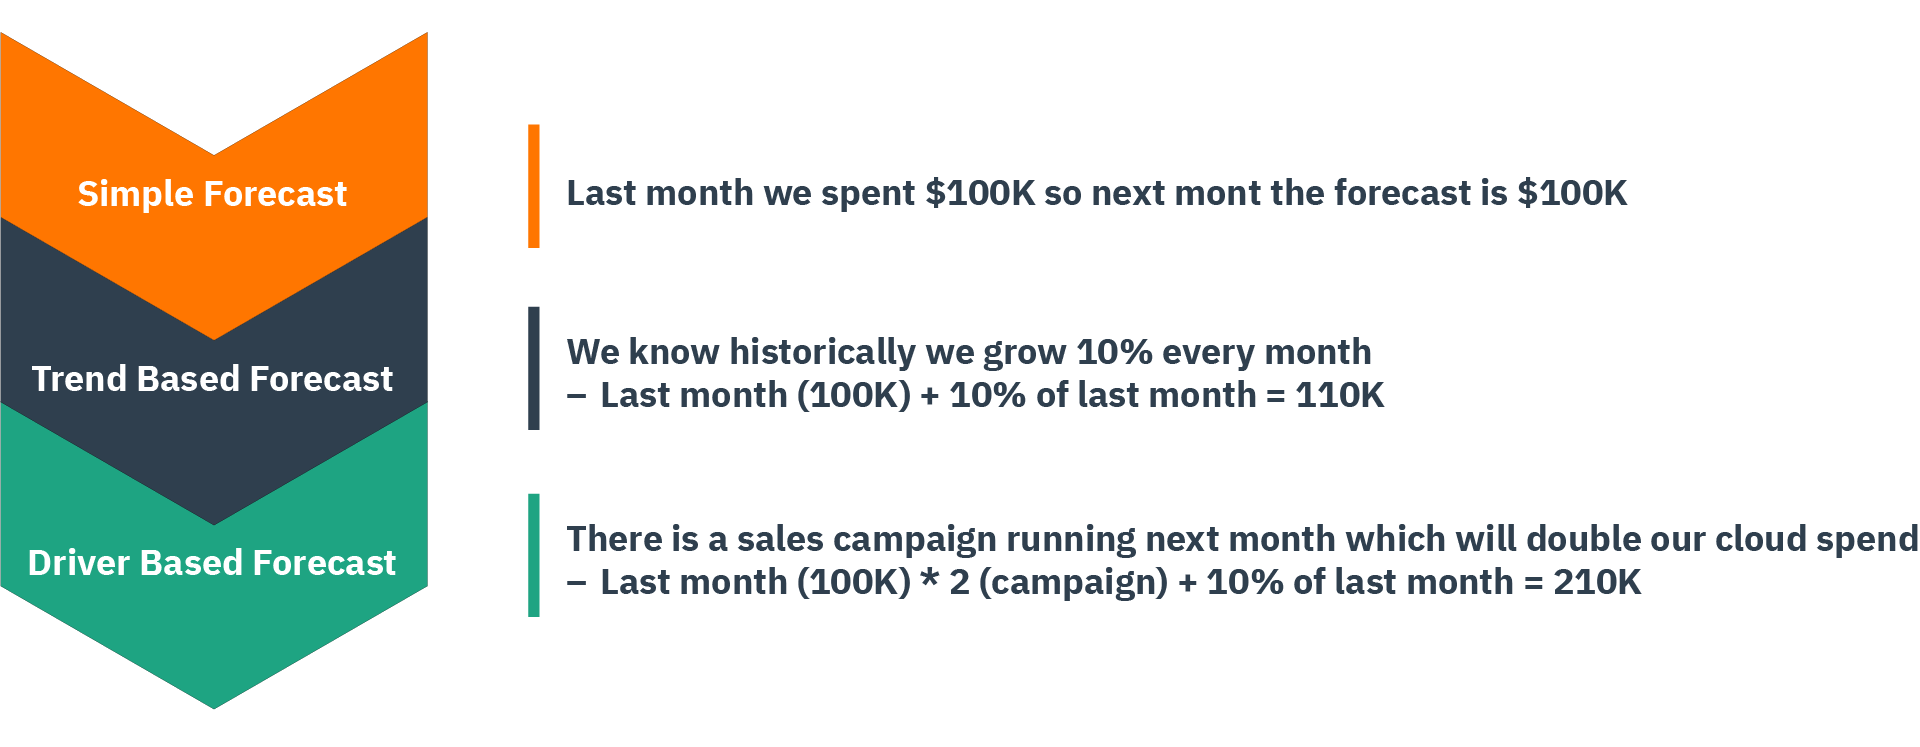 Simple Forecast
Last month we spent $100K so next mont the forecast is $100K
Trend Based Forecast
We know historically we grow 10% every month
– Last month (100K) + 10% of last month = 110K
Driver Based Forecast
There is a sales campaign running next month which will double our cloud spend
– Last month (100K) * 2 (campaign) + 10% of last month = 210K